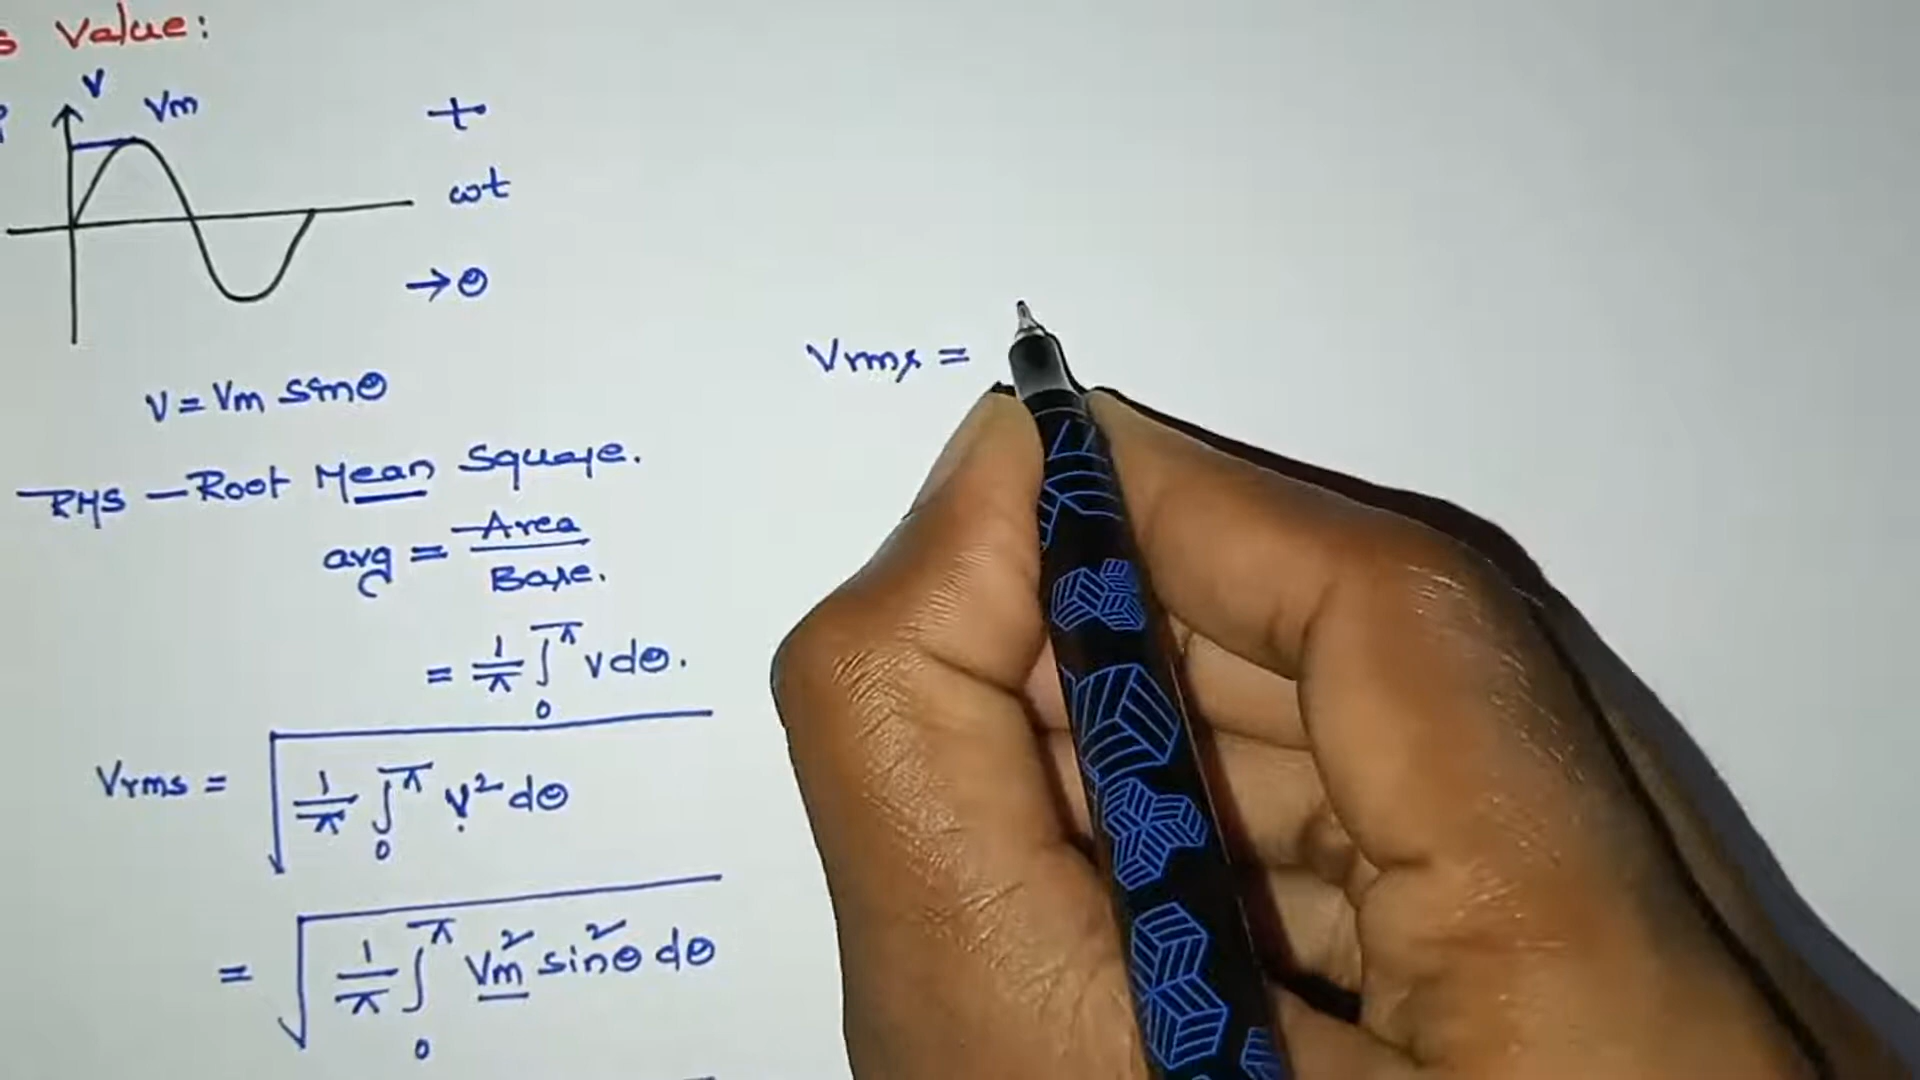 s Value:
V
Vm
t
ωt
→ θ
V = Vm sinθ
RMS - Root Mean Square.
avg = Area / Base.
= 1/π ∫₀^π v dθ.
Vrms = √(1/π ∫₀^π V² dθ)
= √(1/π ∫₀^π Vm² sin²θ dθ)
Vrms =